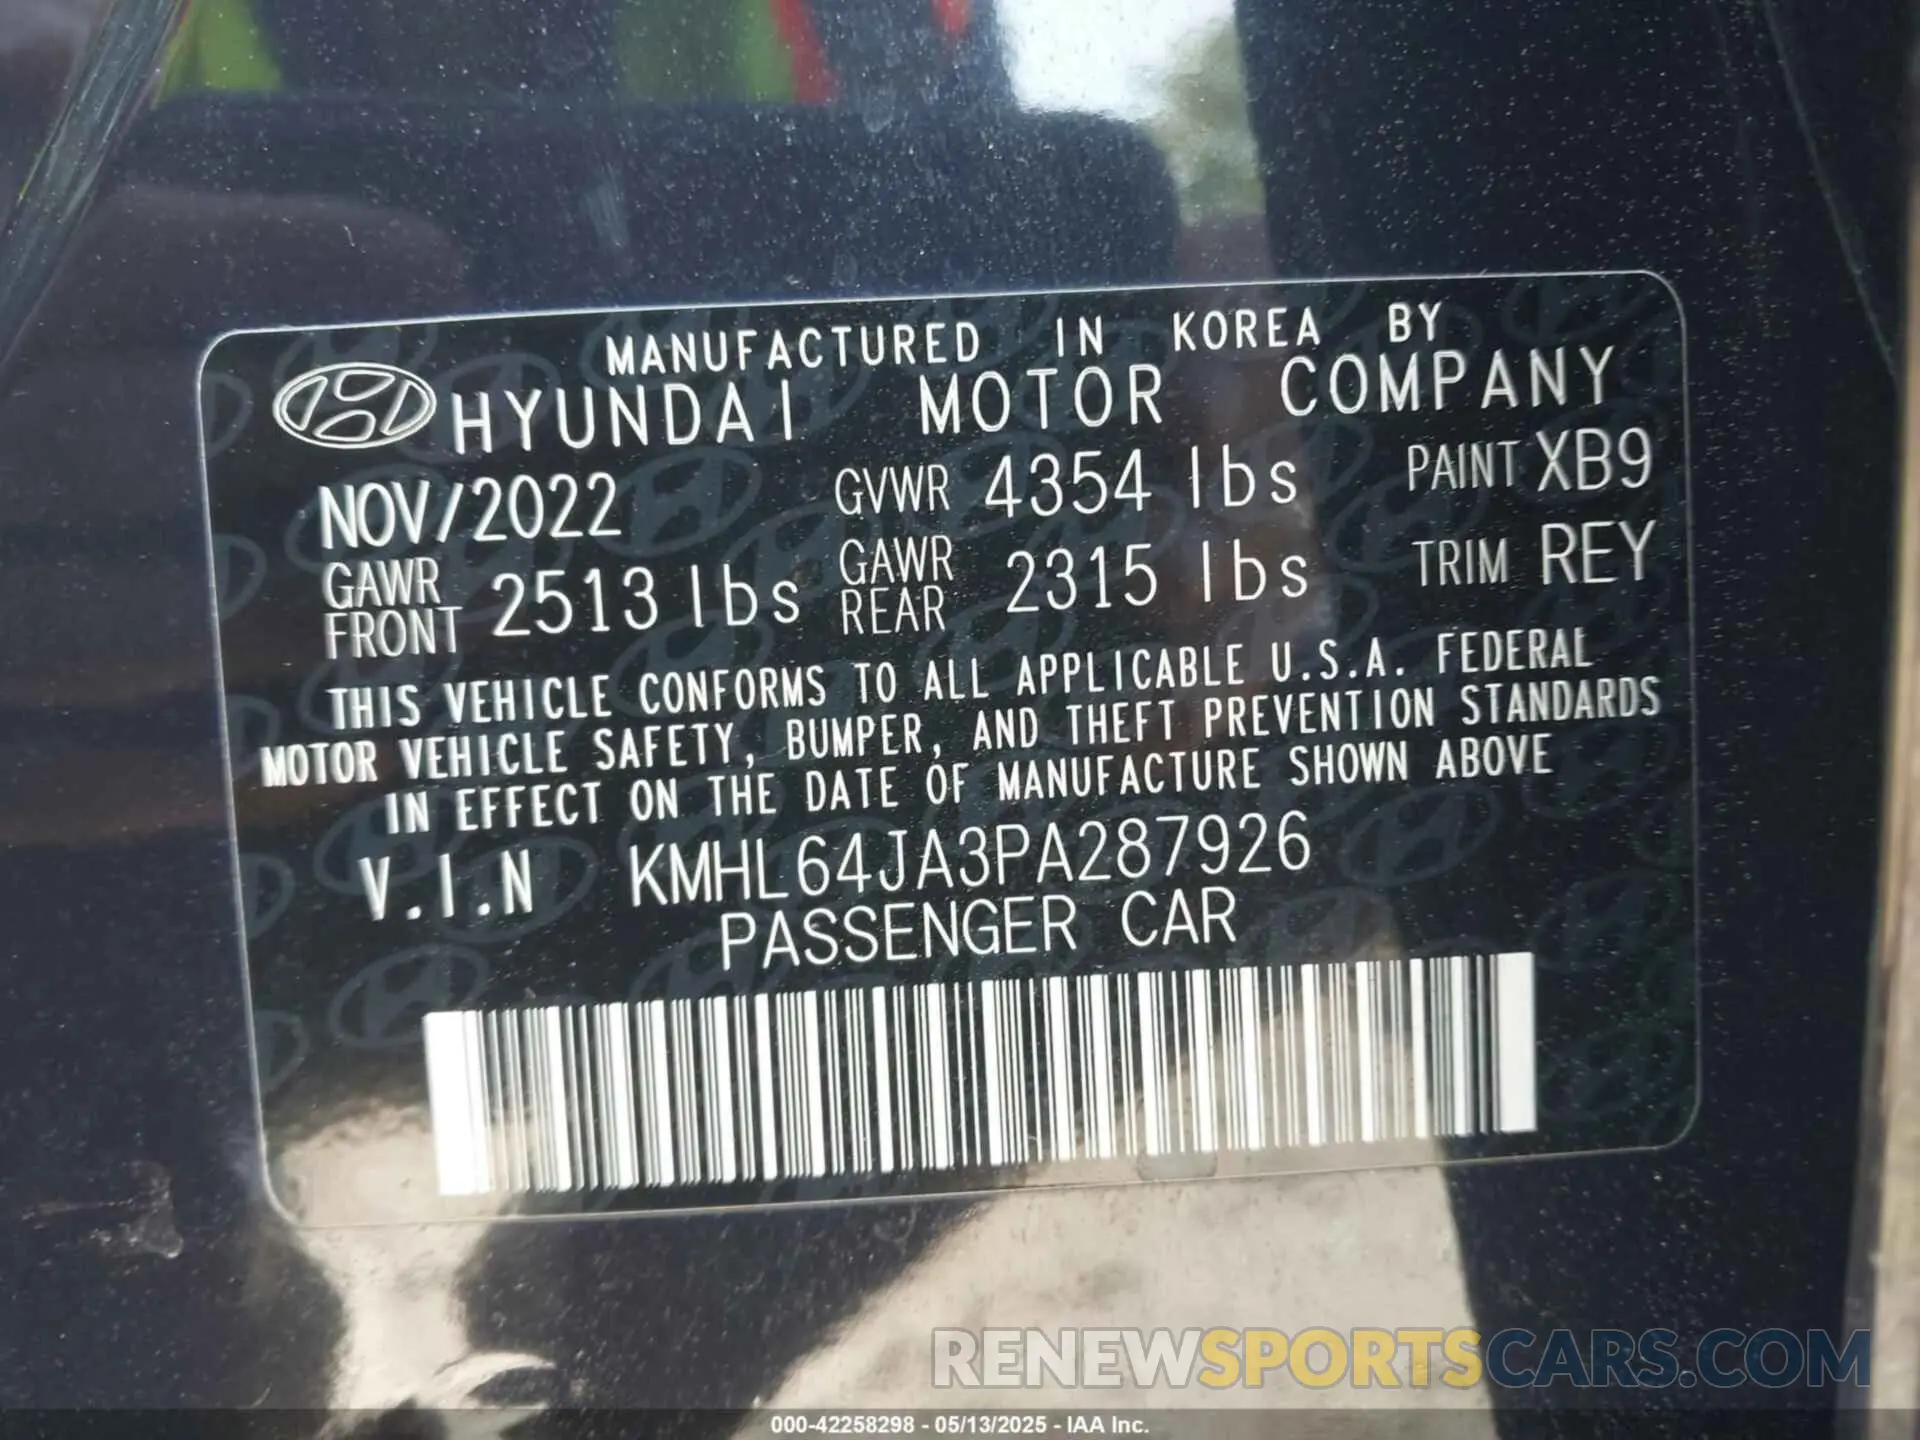 MANUFACTURED IN KOREA BY
HYUNDAI MOTOR COMPANY
NOV/2022 GVWR 4354 lbs PAINT XB9
GAWR FRONT 2513 lbs GAWR REAR 2315 lbs TRIM REY
THIS VEHICLE CONFORMS TO ALL APPLICABLE U.S.A. FEDERAL
MOTOR VEHICLE SAFETY, BUMPER, AND THEFT PREVENTION STANDARDS
IN EFFECT ON THE DATE OF MANUFACTURE SHOWN ABOVE
V.I.N KMHL64JA3PA287926
PASSENGER CAR
RENEWSPORTSCARS.COM
000-42258298 - 05/13/2025 - IAA Inc.